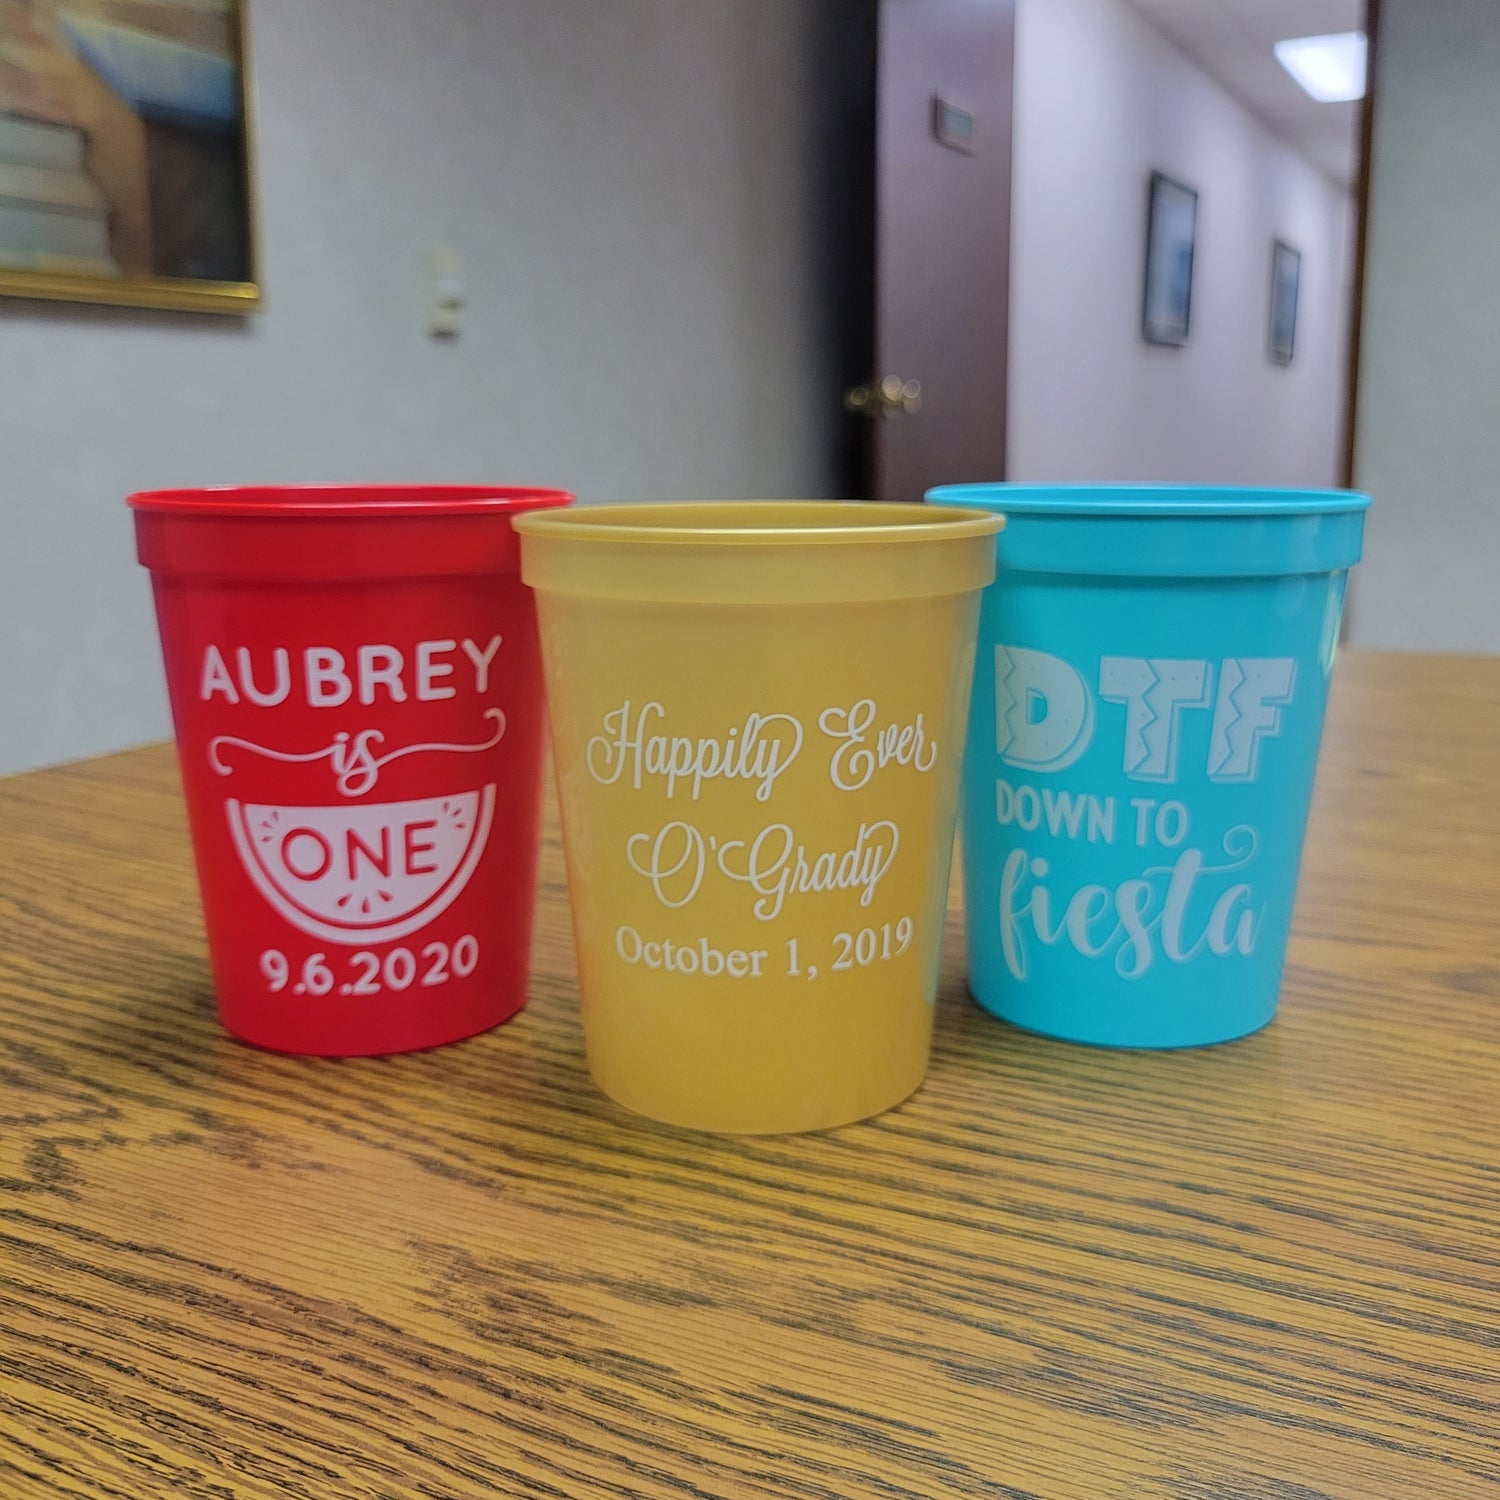 AUBREY
is
ONE
9.6.2020
Happily Ever
O'Grady
October 1, 2019
DTF
DOWN TO
fiesta